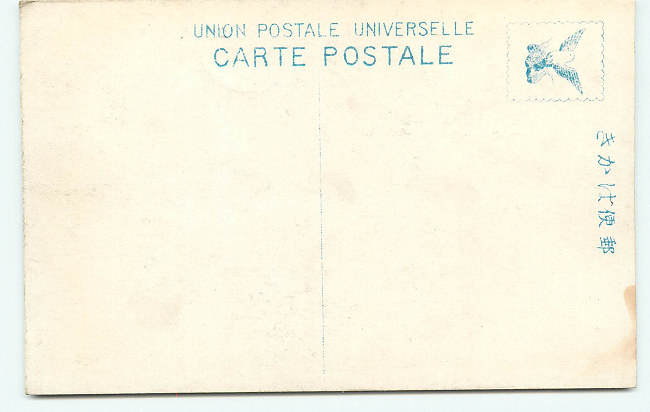 UNION POSTALE UNIVERSELLE
CARTE POSTALE
郵便はかき